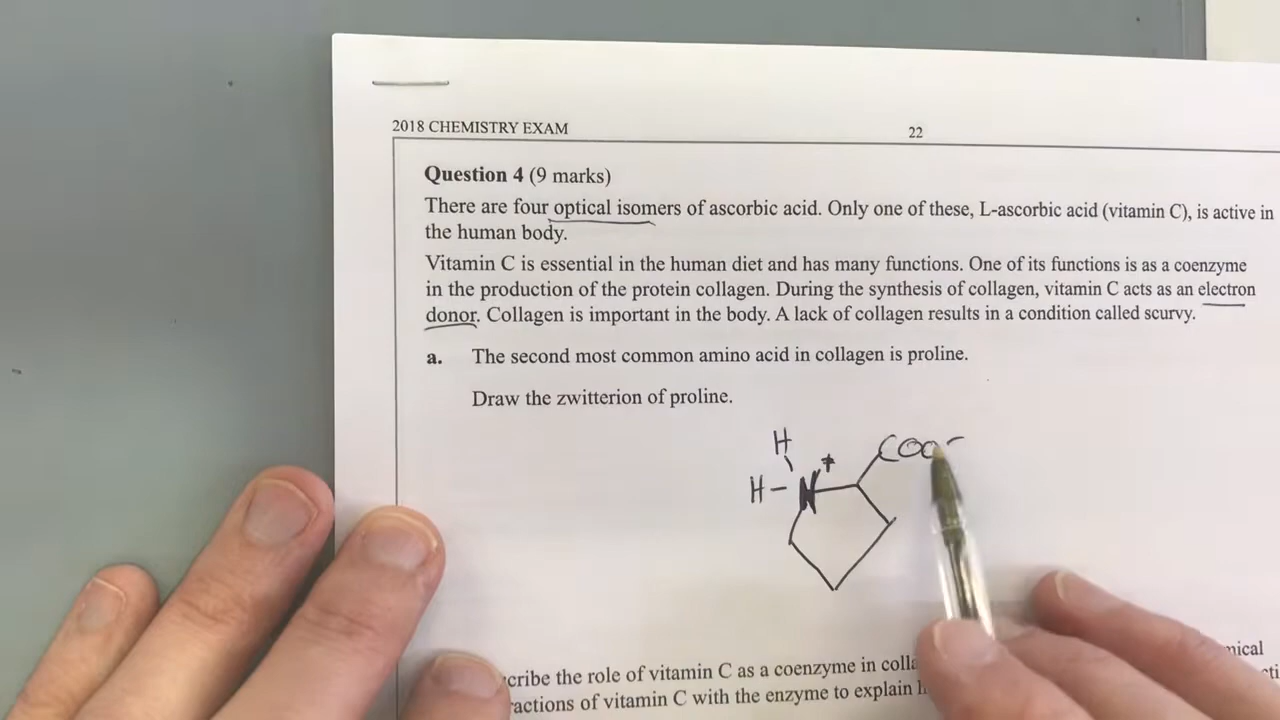 2018 CHEMISTRY EXAM
22
Question 4 (9 marks)
There are four optical isomers of ascorbic acid. Only one of these, L-ascorbic acid (vitamin C), is active in
the human body.
Vitamin C is essential in the human diet and has many functions. One of its functions is as a coenzyme
in the production of the protein collagen. During the synthesis of collagen, vitamin C acts as an electron
donor. Collagen is important in the body. A lack of collagen results in a condition called scurvy.
a. The second most common amino acid in collagen is proline.
Draw the zwitterion of proline.
H
COO-
+
H - N
the role of vitamin C as a coenzyme in
of vitamin C with the enzyme to explain